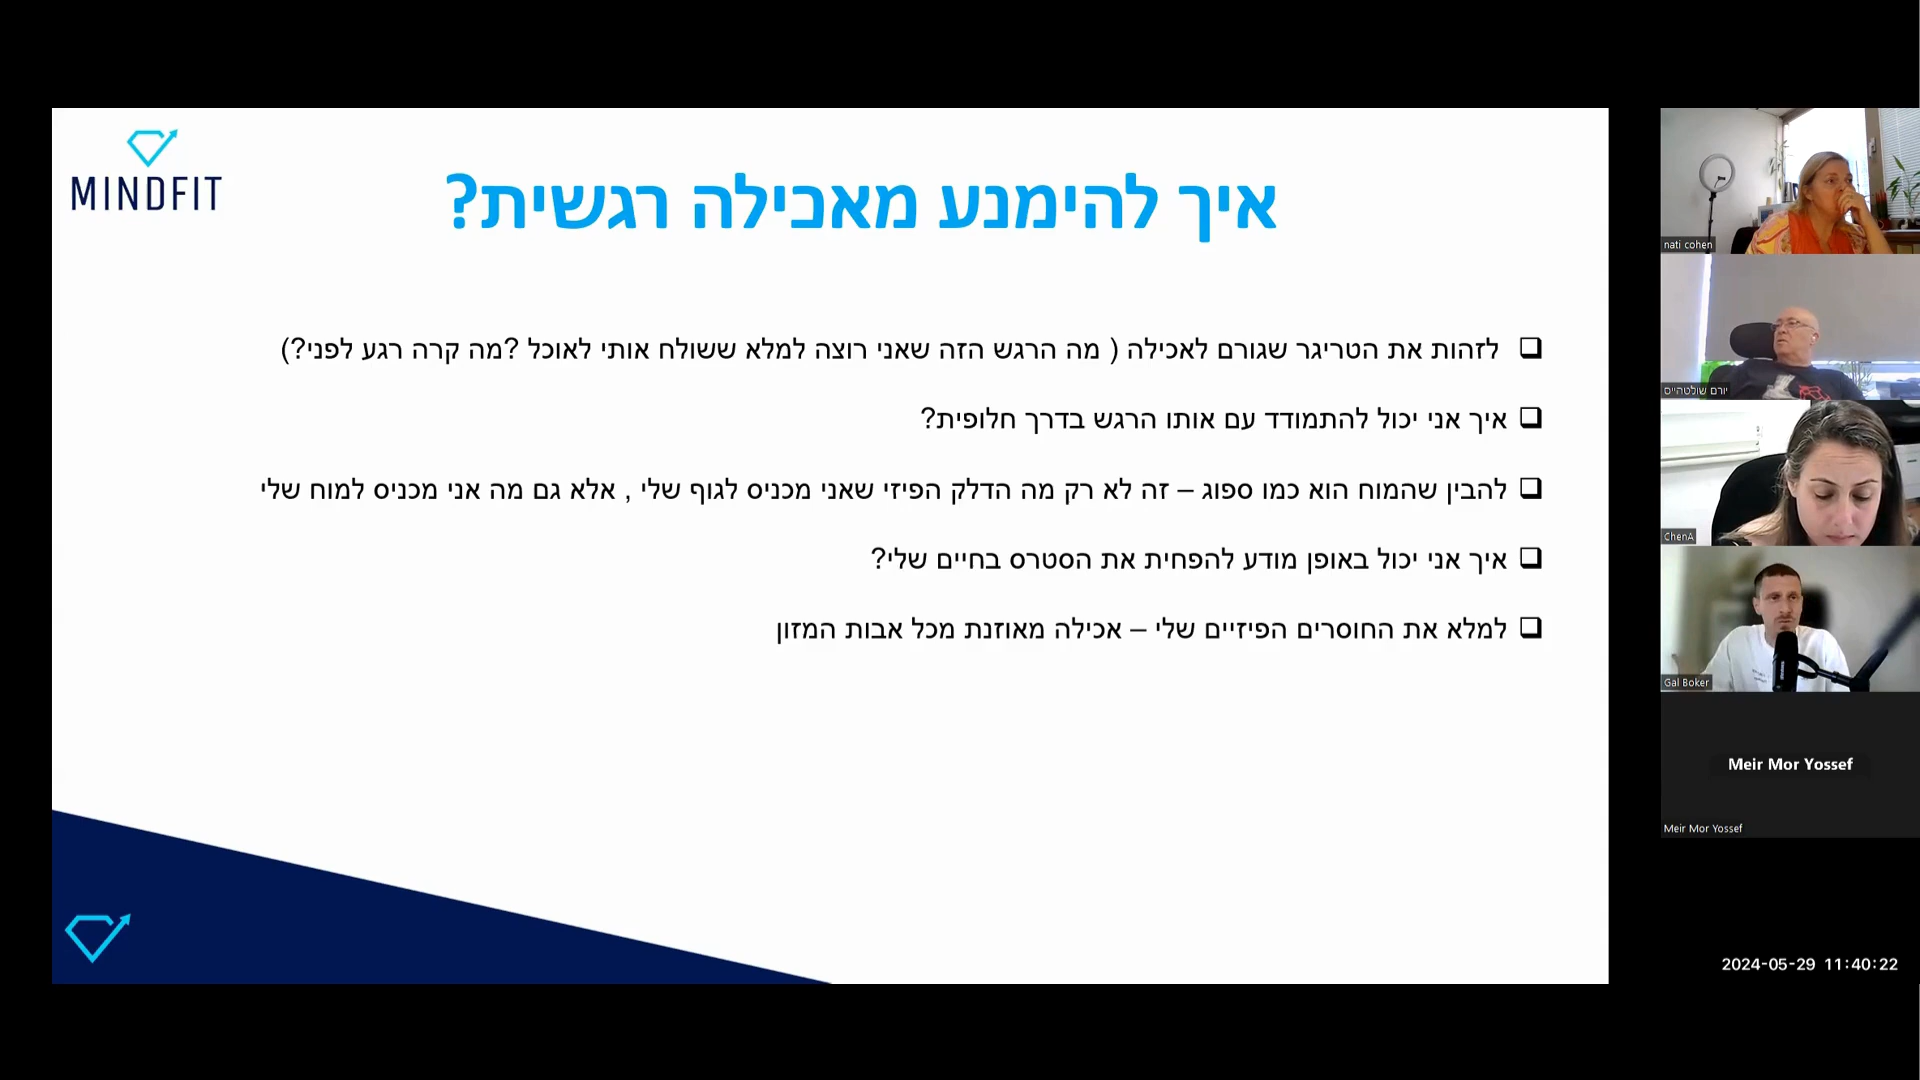 MINDFIT
איך להימנע מאכילה רגשית?
❑ לזהות את הטריגר שגורם לאכילה ( מה הרגש הזה שאני רוצה למלא ששולח אותי לאוכל ?מה קרה רגע לפני?)
❑ איך אני יכול להתמודד עם אותו הרגש בדרך חלופית?
❑ להבין שהמוח הוא כמו ספוג – זה לא רק מה הדלק הפיזי שאני מכניס לגוף שלי , אלא גם מה אני מכניס למוח שלי
❑ איך אני יכול באופן מודע להפחית את הסטרס בחיים שלי?
❑ למלא את החוסרים הפיזיים שלי – אכילה מאוזנת מכל אבות המזון
nati cohen
יורם שולטהייס
ChenA
Gal Boker
Meir Mor Yossef
Meir Mor Yossef
2024-05-29 11:40:22